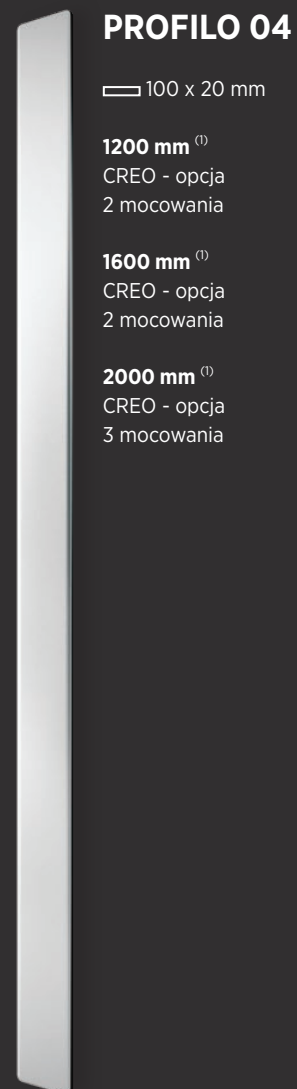 PROFILO 04
100 x 20 mm
1200 mm (1)
CREO - opcja
2 mocowania
1600 mm (1)
CREO - opcja
2 mocowania
2000 mm (1)
CREO - opcja
3 mocowania